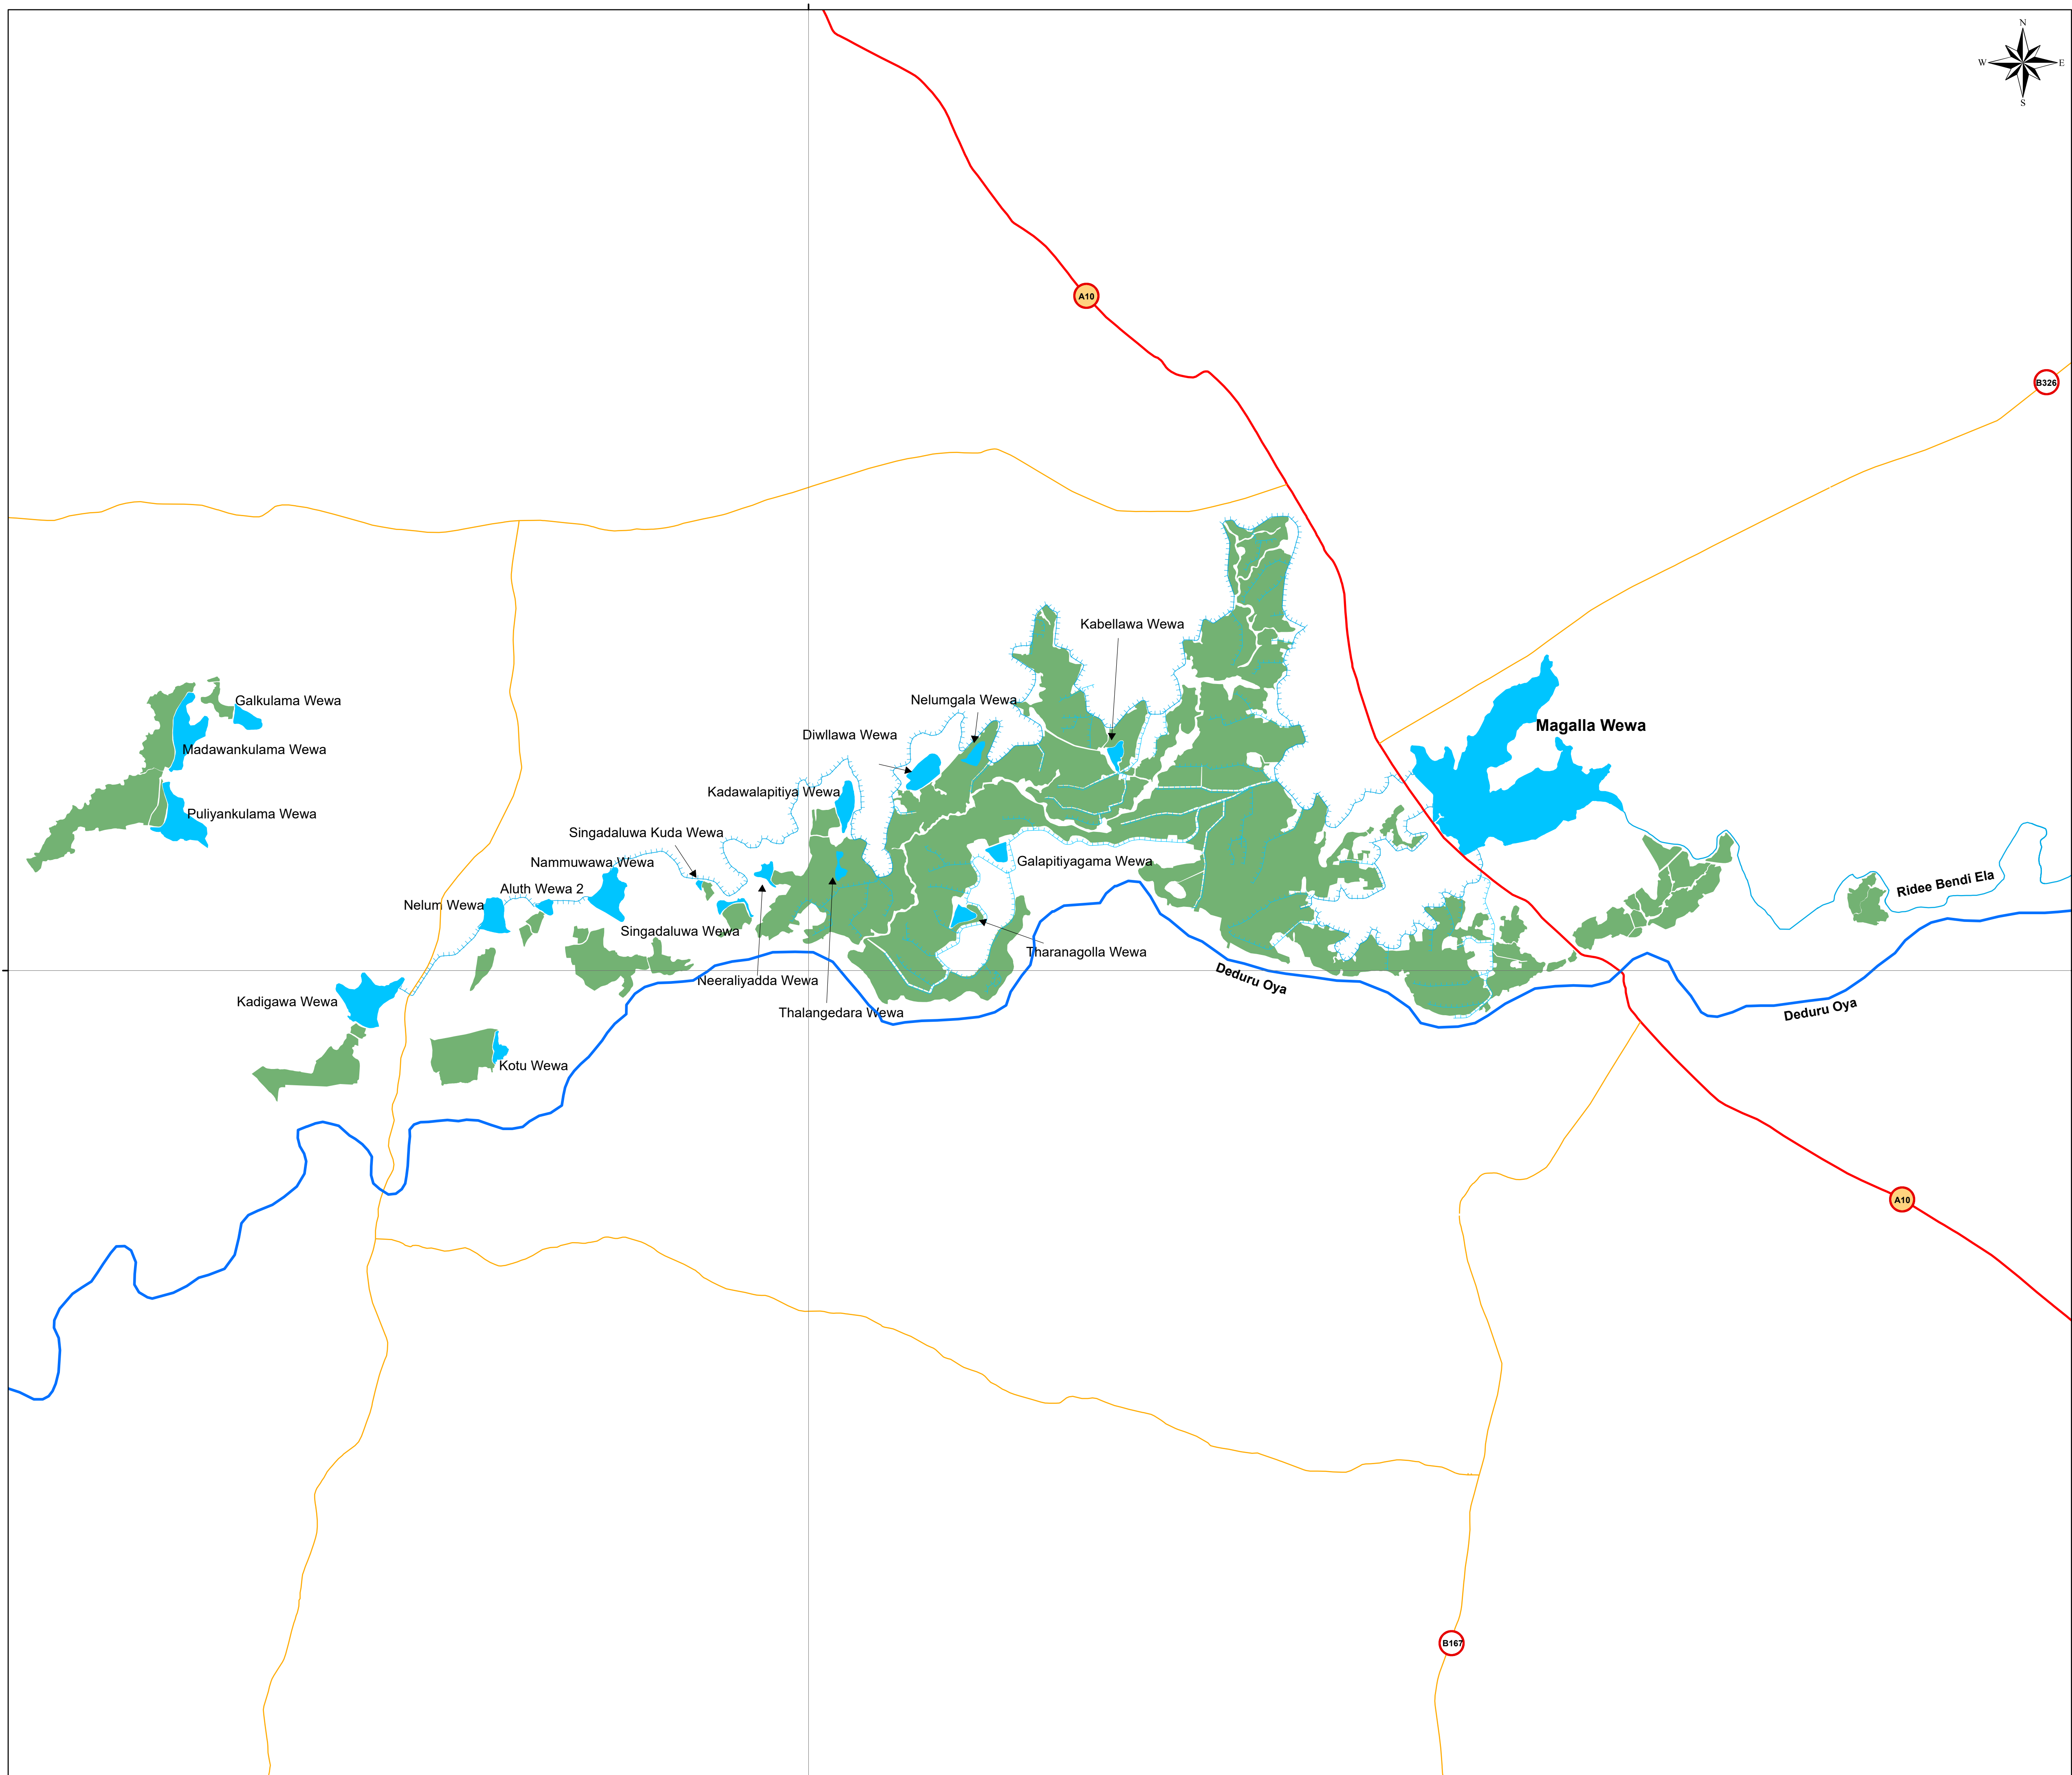 N
W
E
S
A10
B326
Kabellawa Wewa
Galkulama Wewa
Nelumgala Wewa
Magalla Wewa
Diwllawa Wewa
Madawankulama Wewa
Kadawalapitiya Wewa
Puliyankulama Wewa
Singadaluwa Kuda Wewa
Nammuwawa Wewa
Galapitiyagama Wewa
Ridee Bendi Ela
Aluth Wewa 2
Nelum Wewa
Singadaluwa Wewa
Tharanagolla Wewa
Deduru Oya
Neeraliyadda Wewa
Kadigawa Wewa
Thalangedara Wewa
Deduru Oya
Kotu Wewa
A10
B167